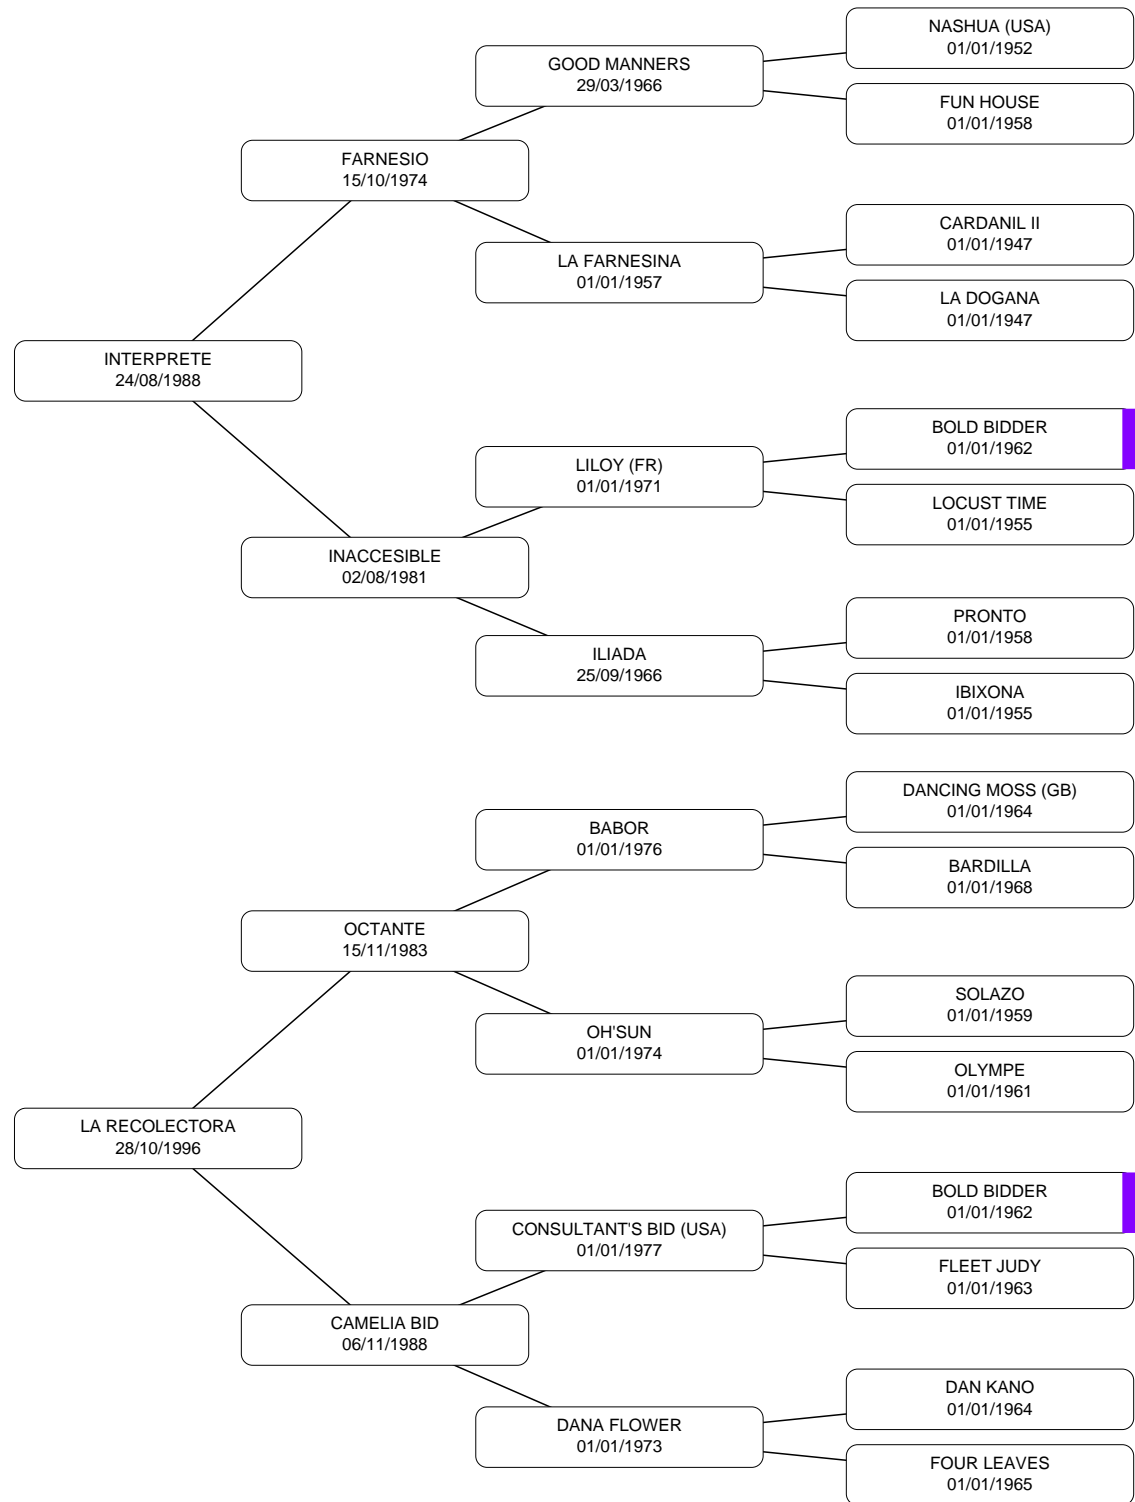 NASHUA (USA)
01/01/1952
GOOD MANNERS
29/03/1966
FUN HOUSE
01/01/1958
FARNESIO
15/10/1974
CARDANIL II
01/01/1947
LA FARNESINA
01/01/1957
LA DOGANA
01/01/1947
INTERPRETE
24/08/1988
BOLD BIDDER
01/01/1962
LILOY (FR)
01/01/1971
LOCUST TIME
01/01/1955
INACCESIBLE
02/08/1981
PRONTO
01/01/1958
ILIADA
25/09/1966
IBIXONA
01/01/1955
DANCING MOSS (GB)
01/01/1964
BABOR
01/01/1976
BARDILLA
01/01/1968
OCTANTE
15/11/1983
SOLAZO
01/01/1959
OH'SUN
01/01/1974
OLYMPE
01/01/1961
LA RECOLECTORA
28/10/1996
BOLD BIDDER
01/01/1962
CONSULTANT'S BID (USA)
01/01/1977
FLEET JUDY
01/01/1963
CAMELIA BID
06/11/1988
DAN KANO
01/01/1964
DANA FLOWER
01/01/1973
FOUR LEAVES
01/01/1965